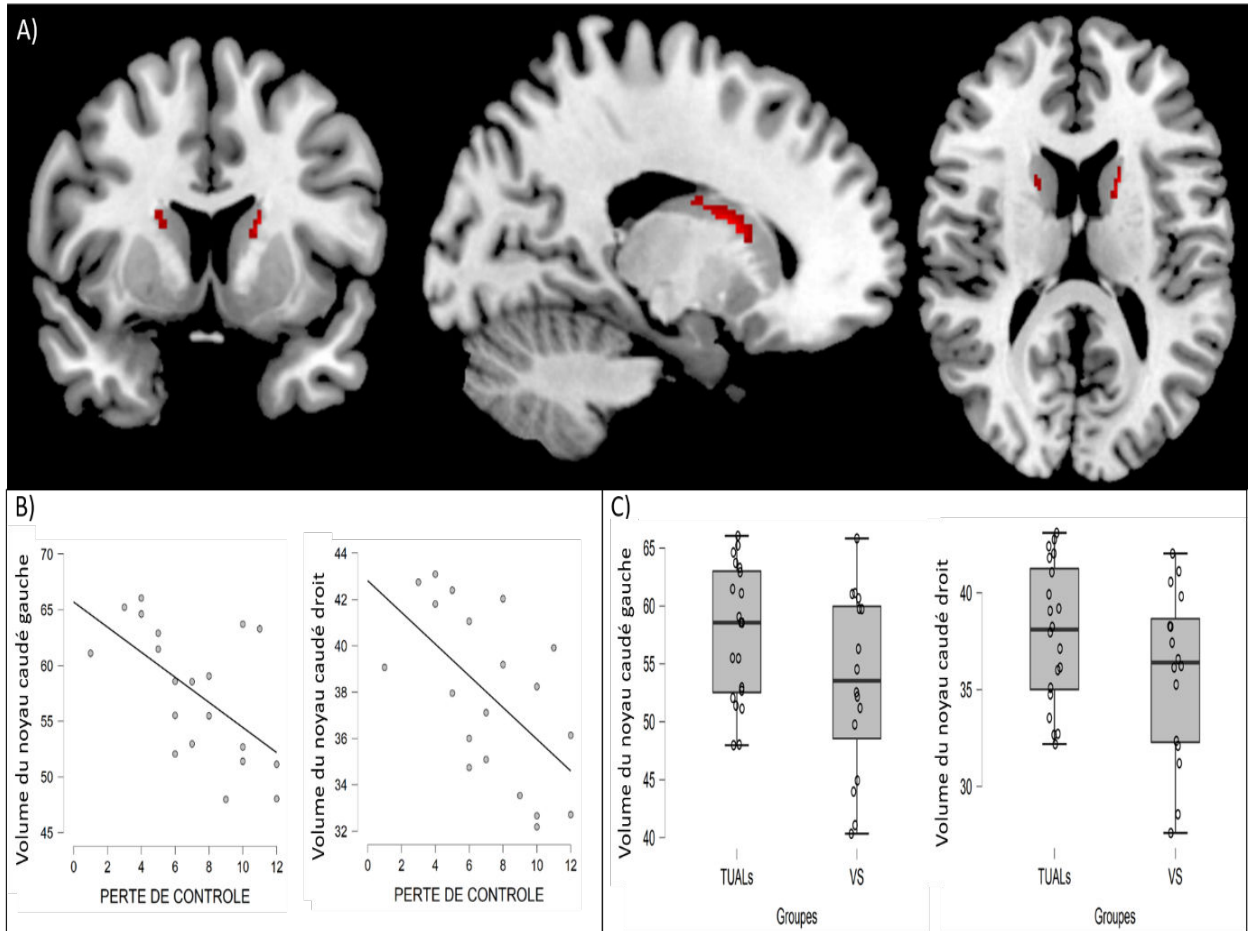 A)
B)
Volume du noyau caudé gauche
70
65
60
55
50
45
0 2 4 6 8 10 12
PERTE DE CONTROLE
Volume du noyau caudé droit
44
42
40
38
36
34
32
0 2 4 6 8 10 12
PERTE DE CONTROLE
C)
Volume du noyau caudé gauche
65
60
55
50
45
40
TUALs VS
Groupes
Volume du noyau caudé droit
40
35
30
TUALs VS
Groupes